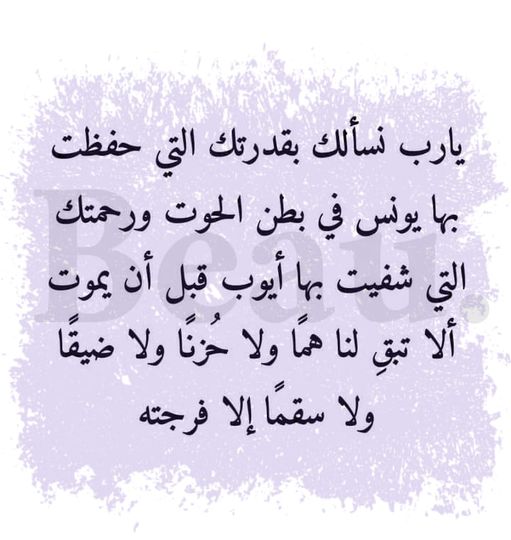 يارب نسألك بقدرتك التي حفظت
بها يونس في بطن الحوت ورحمتك
التي شفيت بها أيوب قبل أن يموت
ألا تبقِ لنا همًا ولا حُزنًا ولا ضيقًا
ولا سقمًا إلا فرجته
Beau.